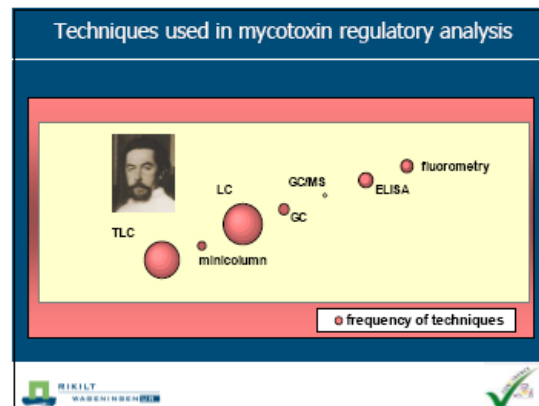 Techniques used in mycotoxin regulatory analysis
fluorometry
GC/MS
ELISA
LC
GC
TLC
minicolumn
frequency of techniques
RIKILT
WAGENINGEN UR